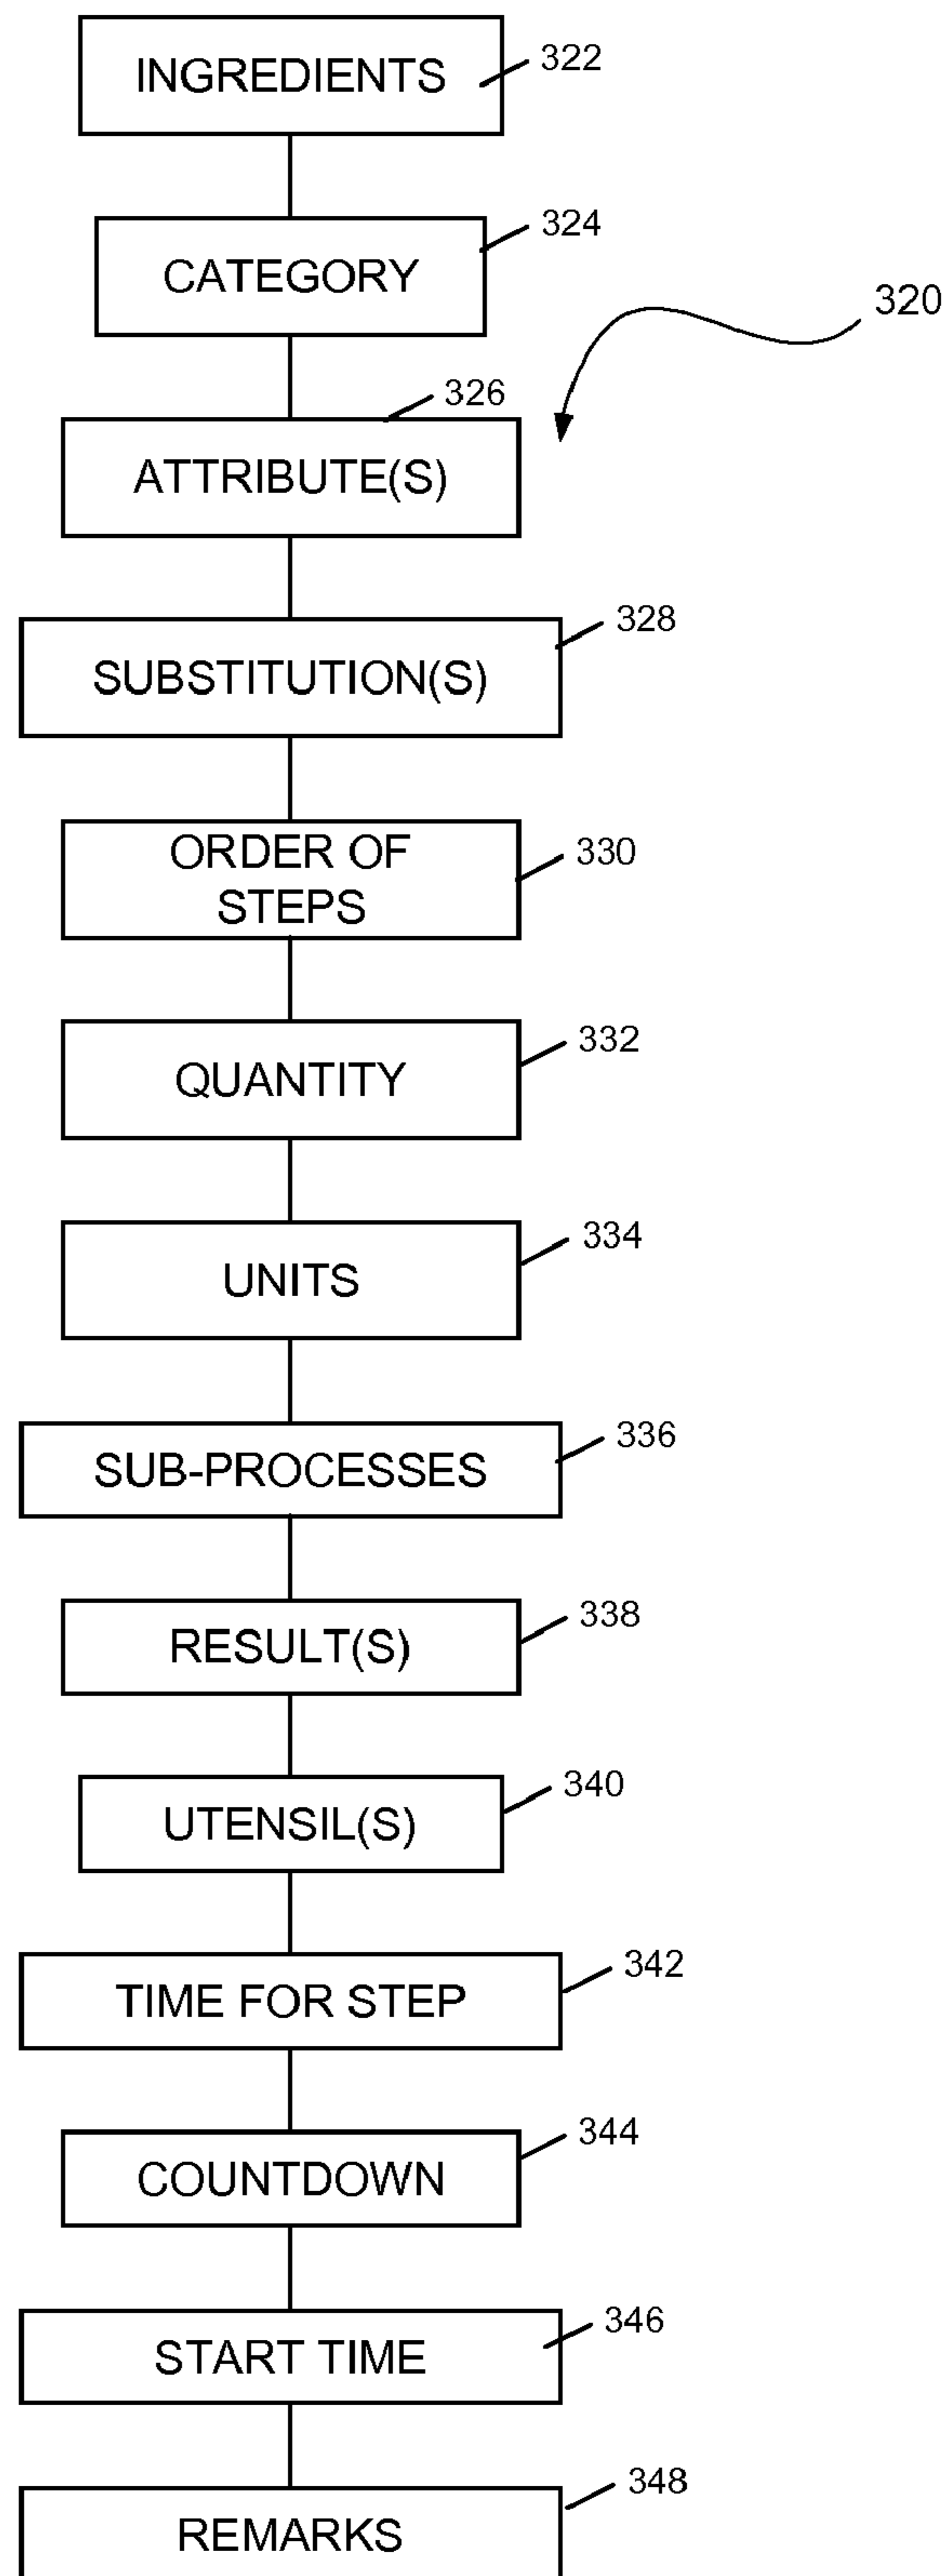 INGREDIENTS 322
CATEGORY 324
320
326
ATTRIBUTE(S)
SUBSTITUTION(S) 328
ORDER OF
STEPS 330
QUANTITY 332
UNITS 334
SUB-PROCESSES 336
RESULT(S) 338
UTENSIL(S) 340
TIME FOR STEP 342
COUNTDOWN 344
START TIME 346
REMARKS 348